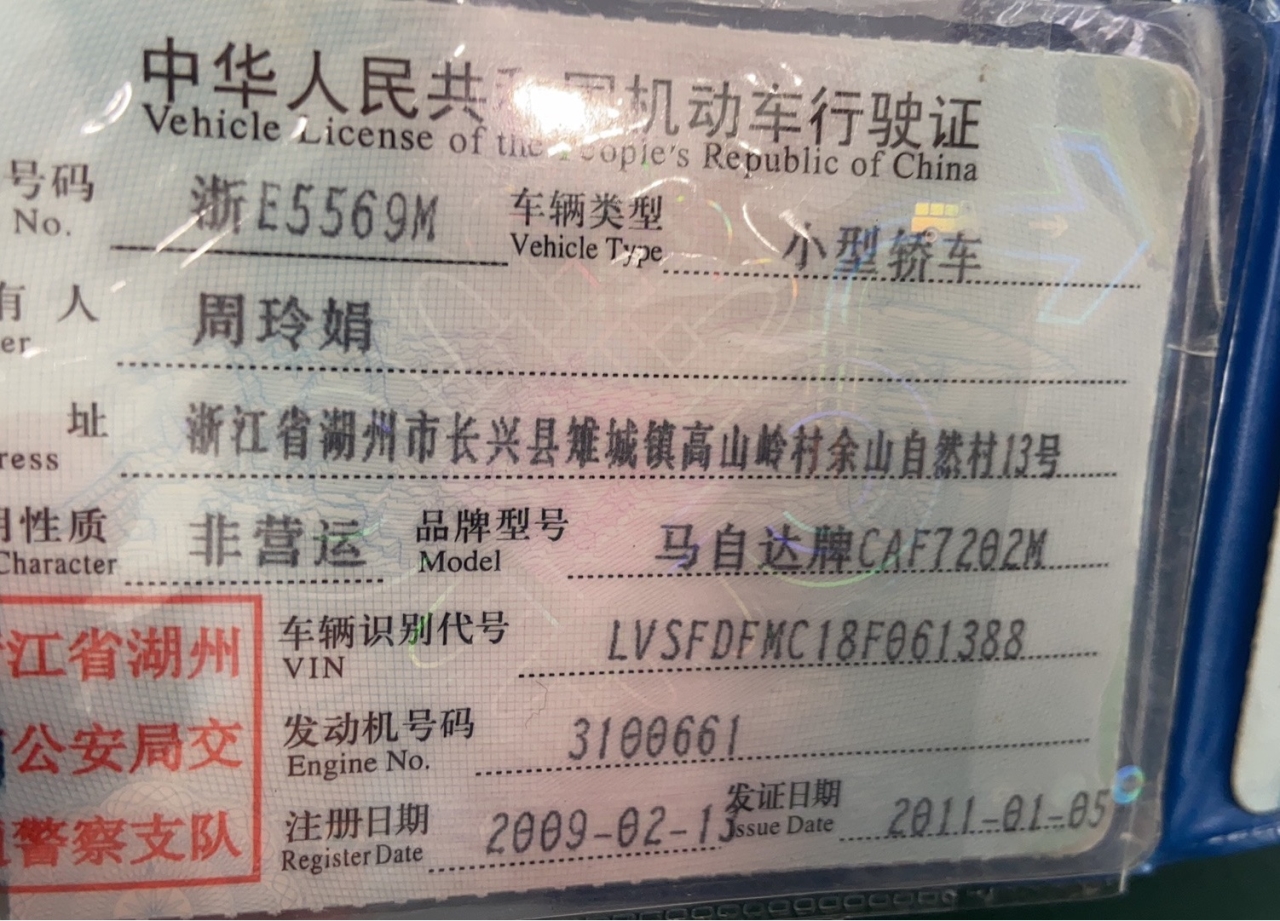 中华人民共和国机动车行驶证
Vehicle License of the People's Republic of China
号码 浙E5569M 车辆类型 小型轿车
No. Vehicle Type
有人 周玲娟
er
址 浙江省湖州市长兴县雉城镇高山岭村余山自然村13号
ress
用性质 非营运 品牌型号 马自达牌CAF7202M
Character Model
江省湖州 车辆识别代号 LVSFDFMC18F061388
VIN
公安局交 发动机号码 3100661
Engine No.
警察支队 注册日期 2009-02-13 发证日期 2011-01-05
Register Date Issue Date